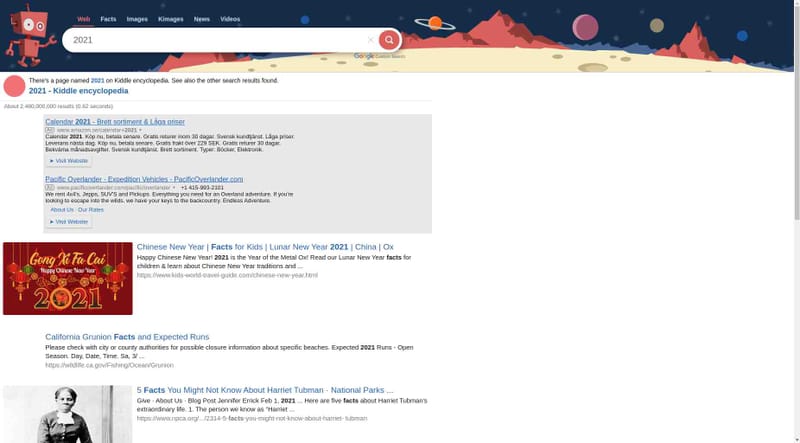 Web Facts Images Kimages News Videos
2021
Google Custom Search
There's a page named 2021 on Kiddle encyclopedia. See also the other search results found.
2021 - Kiddle encyclopedia
About 2,460,000,000 results (0.62 seconds)
Calendar 2021 - Brett sortiment & Låga priser
Ad www.amazon.se/calendar+2021
Calendar 2021. Köp nu, betala senare. Gratis returer inom 30 dagar. Svensk kundtjänst. Låga priser.
Leverans nästa dag. Köp nu, betala senare. Gratis frakt över 229 SEK. Gratis returer 30 dagar.
Bekväma månadsavgifter. Svensk kundtjänst. Brett sortiment. Typer: Böcker, Elektronik.
► Visit Website
Pacific Overlander - Expedition Vehicles - PacificOverlander.com
Ad www.pacificoverlander.com/pacific/overlander +1 415-993-2101
We rent 4x4's, Jeeps, SUV'S and Pickups. Everything you need for an Overland adventure. If you're
looking to escape into the wilds, we have your keys to the backcountry. Endless Adventure.
About Us · Our Rates
► Visit Website
Gong Xi Fa Cai
Happy Chinese New Year
2021
Chinese New Year | Facts for Kids | Lunar New Year 2021 | China | Ox
Happy Chinese New Year! 2021 is the Year of the Metal Ox! Read our Lunar New Year facts for
children & learn about Chinese New Year traditions and ...
https://www.kids-world-travel-guide.com/chinese-new-year.html
California Grunion Facts and Expected Runs
Please check with city or county authorities for possible closure information about specific beaches. Expected 2021 Runs - Open
Season. Day, Date, Time. Sa, 3/ ...
https://wildlife.ca.gov/Fishing/Ocean/Grunion
5 Facts You Might Not Know About Harriet Tubman · National Parks ...
Give · About Us · Blog Post Jennifer Errick Feb 1, 2021 ... Here are five facts about Harriet Tubman's
extraordinary life. 1. The person we know as "Harriet ...
https://www.npca.org/.../2314-5-facts-you-might-not-know-about-harriet-tubman